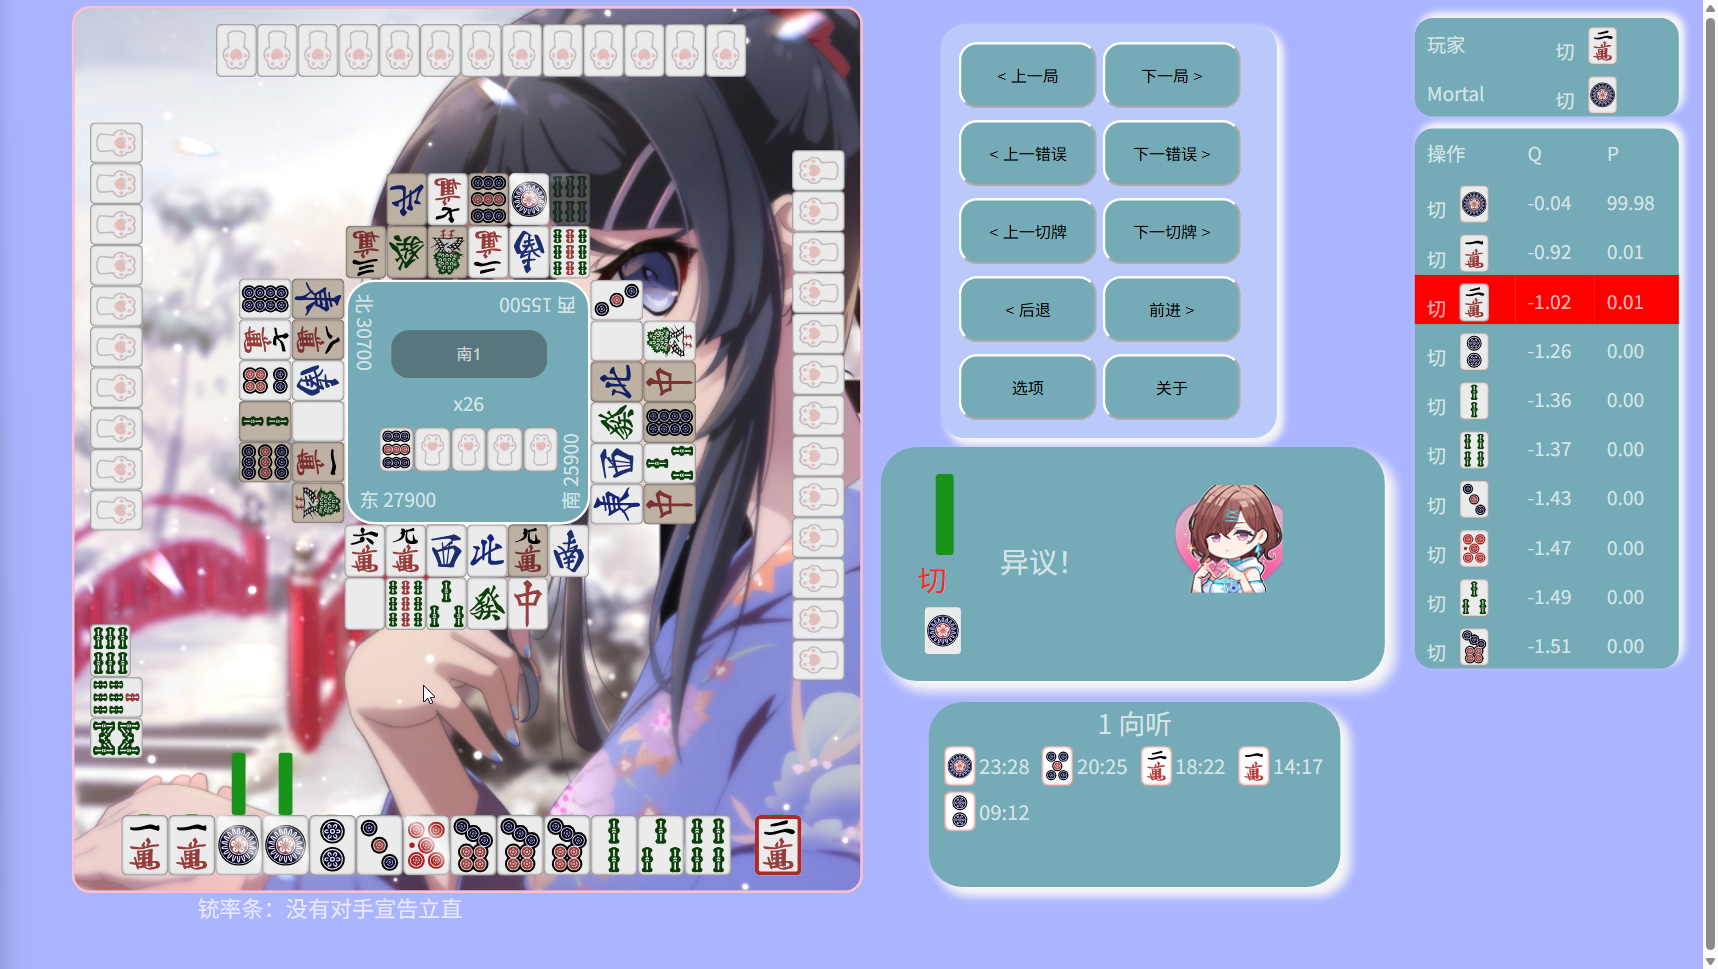 北 30700
西 15500
南1
x26
东 27900
南 25900
铳率条：没有对手宣告立直
< 上一局
下一局 >
< 上一错误
下一错误 >
< 上一切牌
下一切牌 >
< 后退
前进 >
选项
关于
切
异议！
1 向听
23:28
20:25
18:22
14:17
09:12
玩家 切
Mortal 切
操作 Q P
切 -0.04 99.98
切 -0.92 0.01
切 -1.02 0.01
切 -1.26 0.00
切 -1.36 0.00
切 -1.37 0.00
切 -1.43 0.00
切 -1.47 0.00
切 -1.49 0.00
切 -1.51 0.00